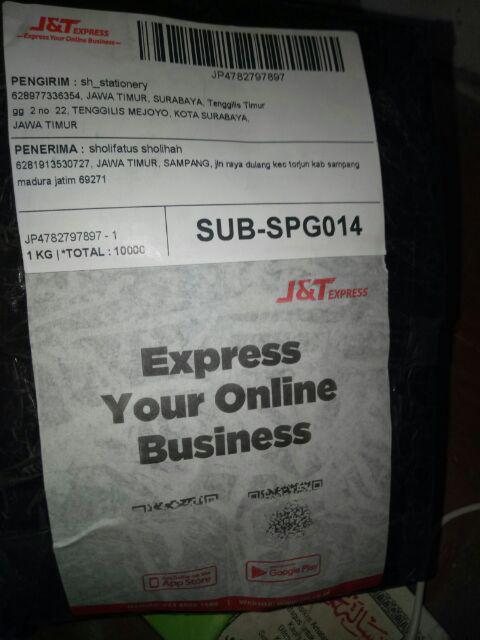 J&T EXPRESS
Express Your Online Business
JP4782797897
PENGIRIM : sh_stationery
628977336354, JAWA TIMUR, SURABAYA, Tenggilis Timur
gg 2 no 22, TENGGILIS MEJOYO, KOTA SURABAYA,
JAWA TIMUR
PENERIMA : sholifatus sholihah
6281913530727, JAWA TIMUR, SAMPANG, jln raya dulang kec torjun kab sampang
madura jatim 69271
JP4782797897 - 1
1 KG | *TOTAL : 10000
SUB-SPG014
J&T EXPRESS
Express
Your Online
Business
App Store
Google Play